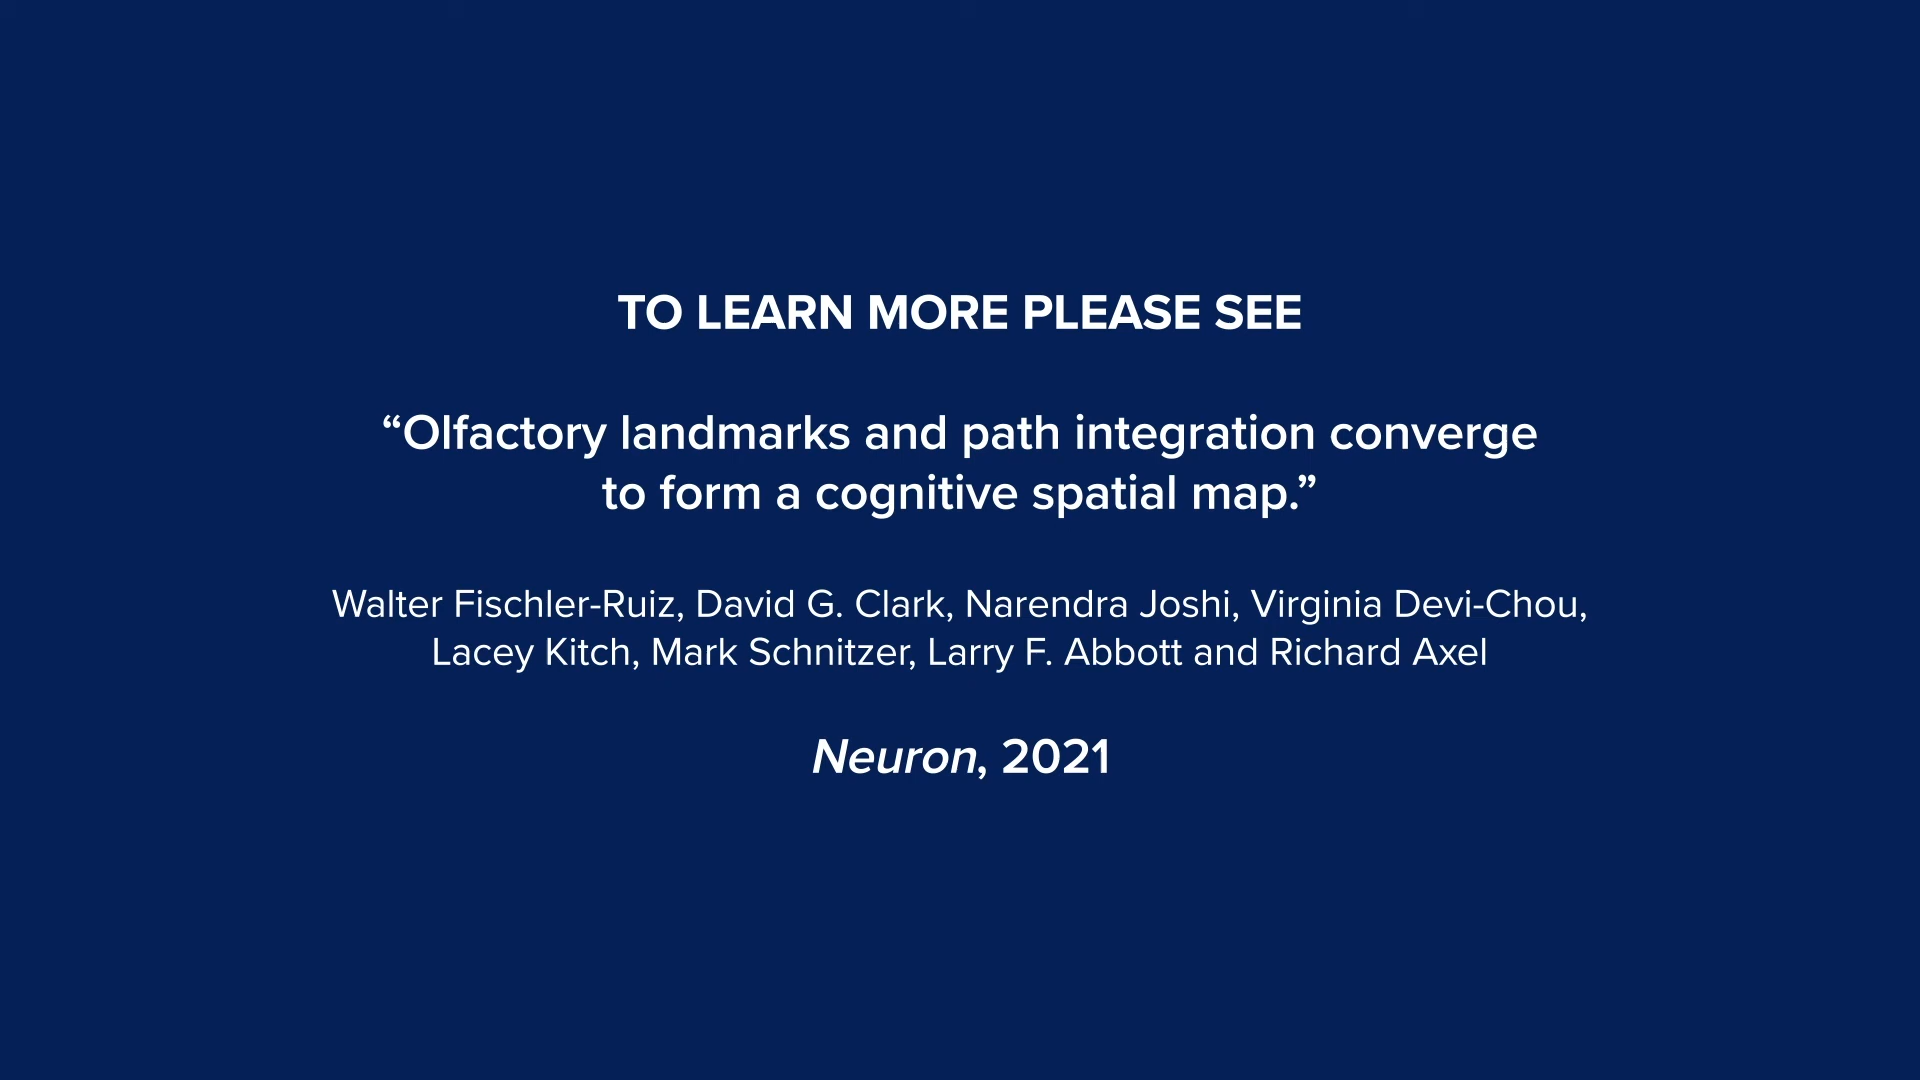 TO LEARN MORE PLEASE SEE
“Olfactory landmarks and path integration converge
to form a cognitive spatial map.”
Walter Fischler-Ruiz, David G. Clark, Narendra Joshi, Virginia Devi-Chou,
Lacey Kitch, Mark Schnitzer, Larry F. Abbott and Richard Axel
Neuron, 2021